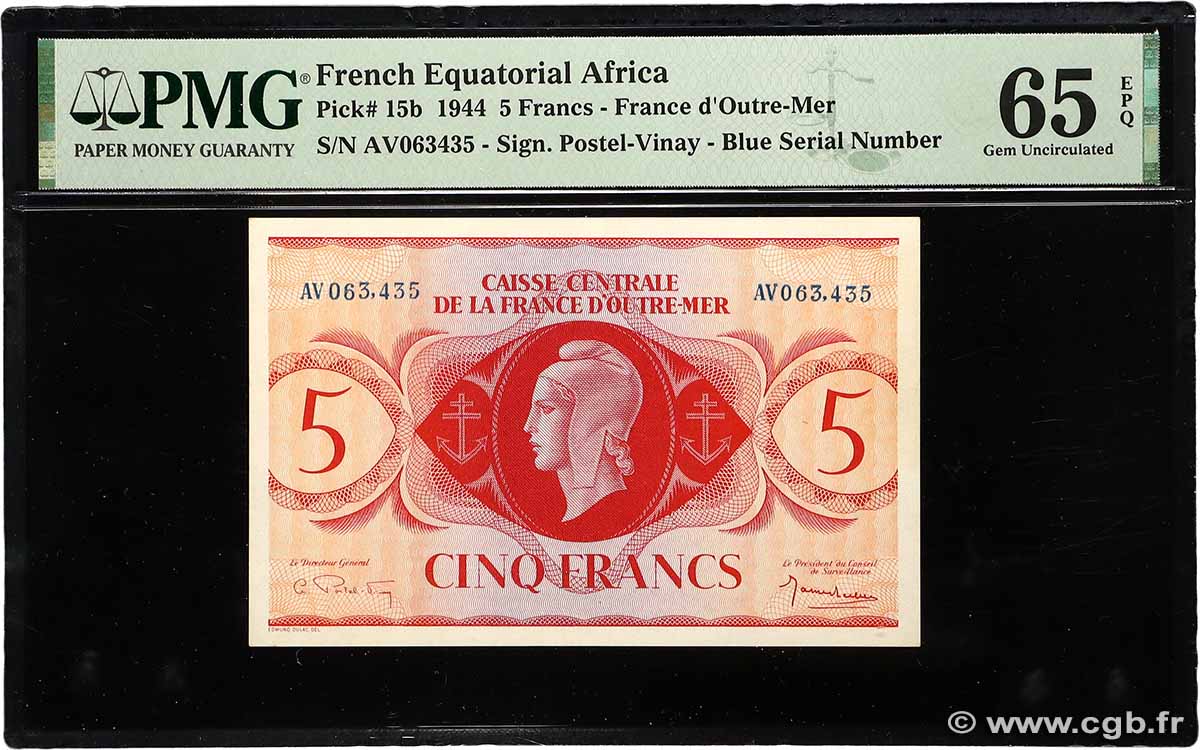 PMG®
PAPER MONEY GUARANTY
French Equatorial Africa
Pick# 15b 1944 5 Francs - France d'Outre-Mer
S/N AV063435 - Sign. Postel-Vinay - Blue Serial Number
65
EPQ
Gem Uncirculated
AV063,435
CAISSE CENTRALE
DE LA FRANCE D'OUTRE-MER
AV063,435
5
5
Le Directeur Général
CINQ FRANCS
Le Président du Conseil
de Surveillance
EDMUND DULAC, DEL
© www.cgb.fr